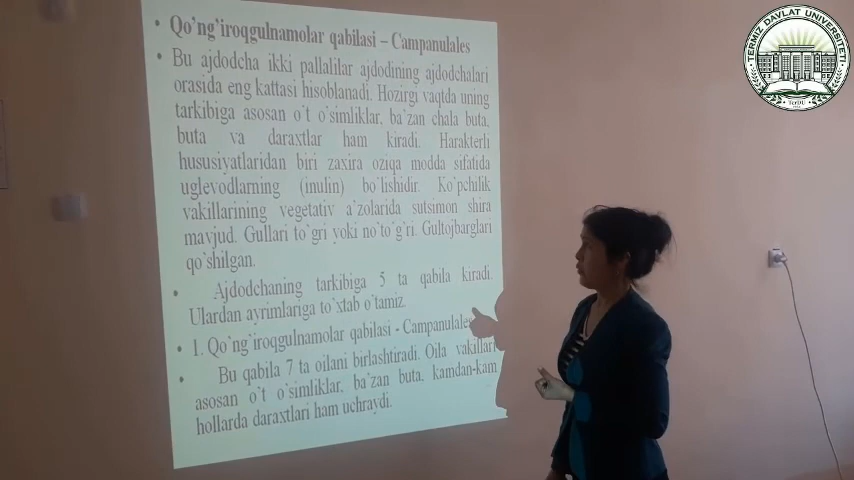 • Qo`ng`iroqgulnamolar qabilasi – Campanulales
• Bu ajdodcha ikki pallalilar ajdodining ajdodchalari
orasida eng kattasi hisoblanadi. Hozirgi vaqtda uning
tarkibiga asosan o`t o`simliklar, ba`zan chala buta,
buta va daraxtlar ham kiradi. Harakterli
hususiyatlaridan biri zaxira oziqa modda sifatida
uglevodlarning (inulin) bo`lishidir. Ko`pchilik
vakillarining vegetativ a`zolarida sutsimon shira
mavjud. Gullari to`gri yoki no`to`g`ri. Gultojbarglari
qo`shilgan.
• Ajdodchaning tarkibiga 5 ta qabila kiradi.
Ulardan ayrimlariga to`xtab o`tamiz.
• 1. Qo`ng`iroqgulnamolar qabilasi - Campanulales
• Bu qabila 7 ta oilani birlashtiradi. Oila vakillari
asosan o`t o`simliklar, ba`zan buta, kamdan-kam
hollarda daraxtlari ham uchraydi.
TERMIZ DAVLAT UNIVERSITETI
TerDU